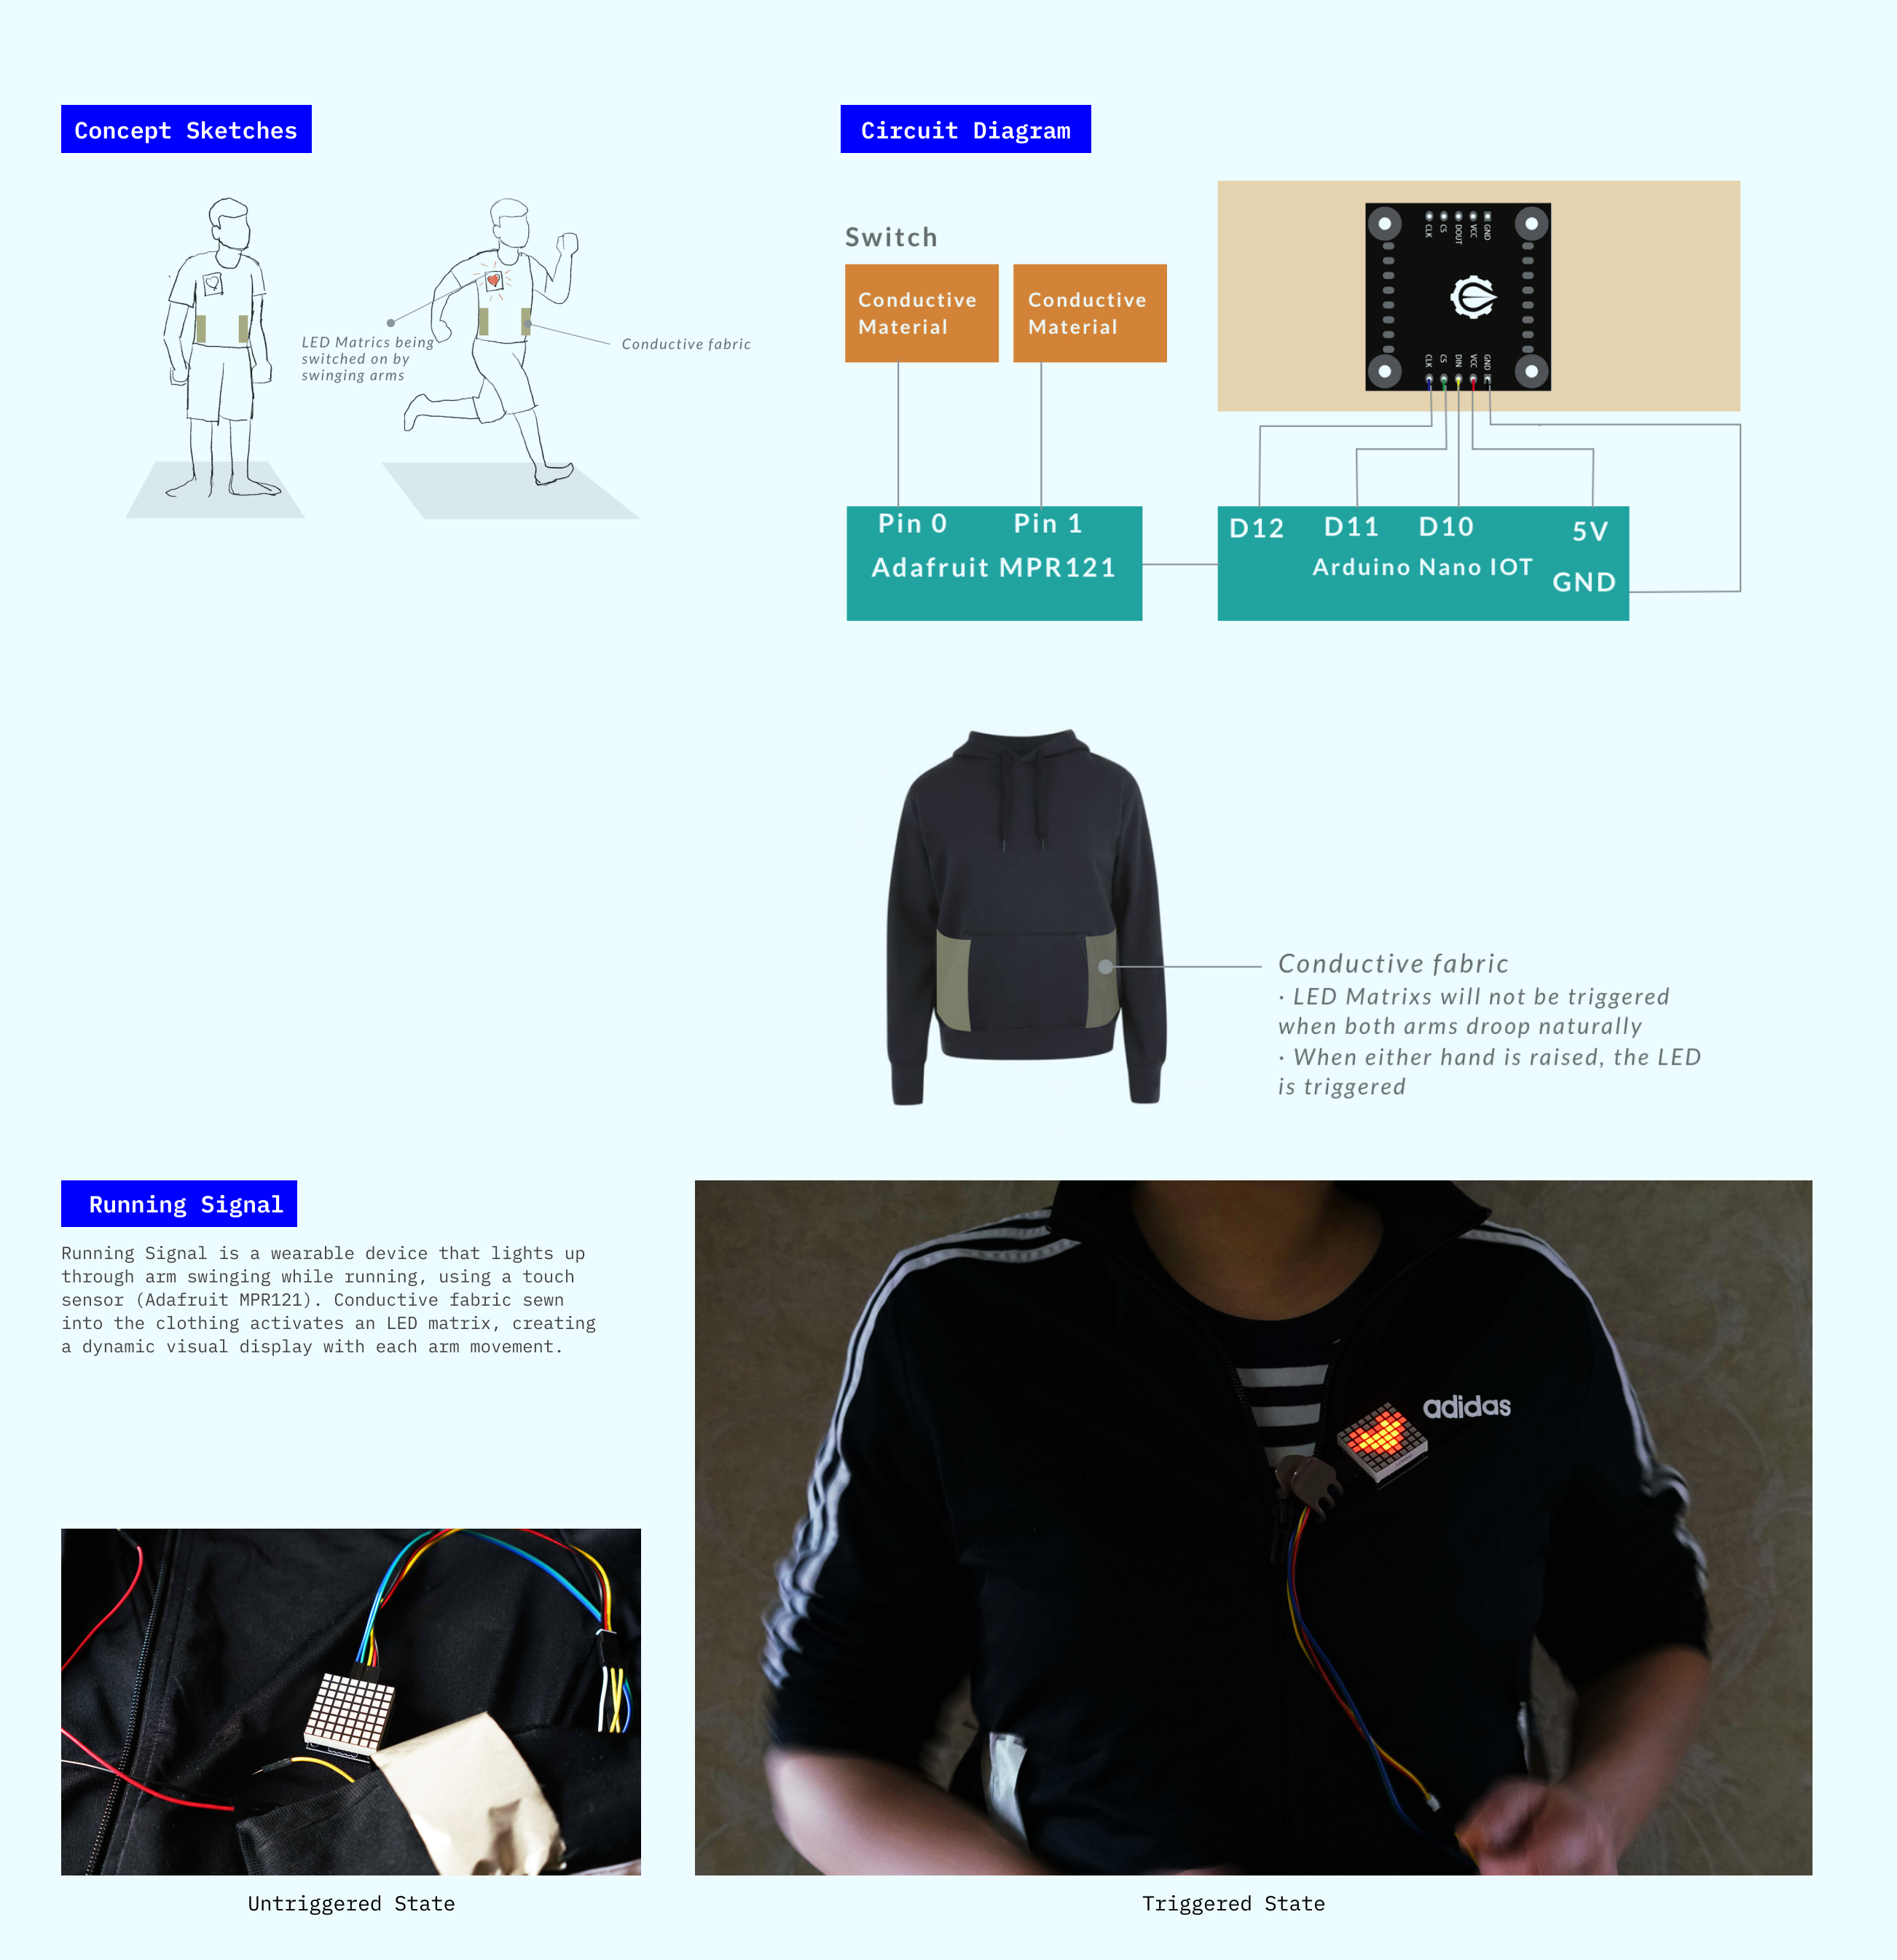 Concept Sketches
LED Matrics being
switched on by
swinging arms
Conductive fabric
Circuit Diagram
Switch
Conductive
Material
Conductive
Material
CLK
CS
DOUT
VCC
GND
CLK
CS
DIN
VCC
GND
Pin 0
Pin 1
Adafruit MPR121
D12
D11
D10
5V
Arduino Nano IOT
GND
Conductive fabric
· LED Matrixs will not be triggered
when both arms droop naturally
· When either hand is raised, the LED
is triggered
Running Signal
Running Signal is a wearable device that lights up
through arm swinging while running, using a touch
sensor (Adafruit MPR121). Conductive fabric sewn
into the clothing activates an LED matrix, creating
a dynamic visual display with each arm movement.
adidas
Untriggered State
Triggered State